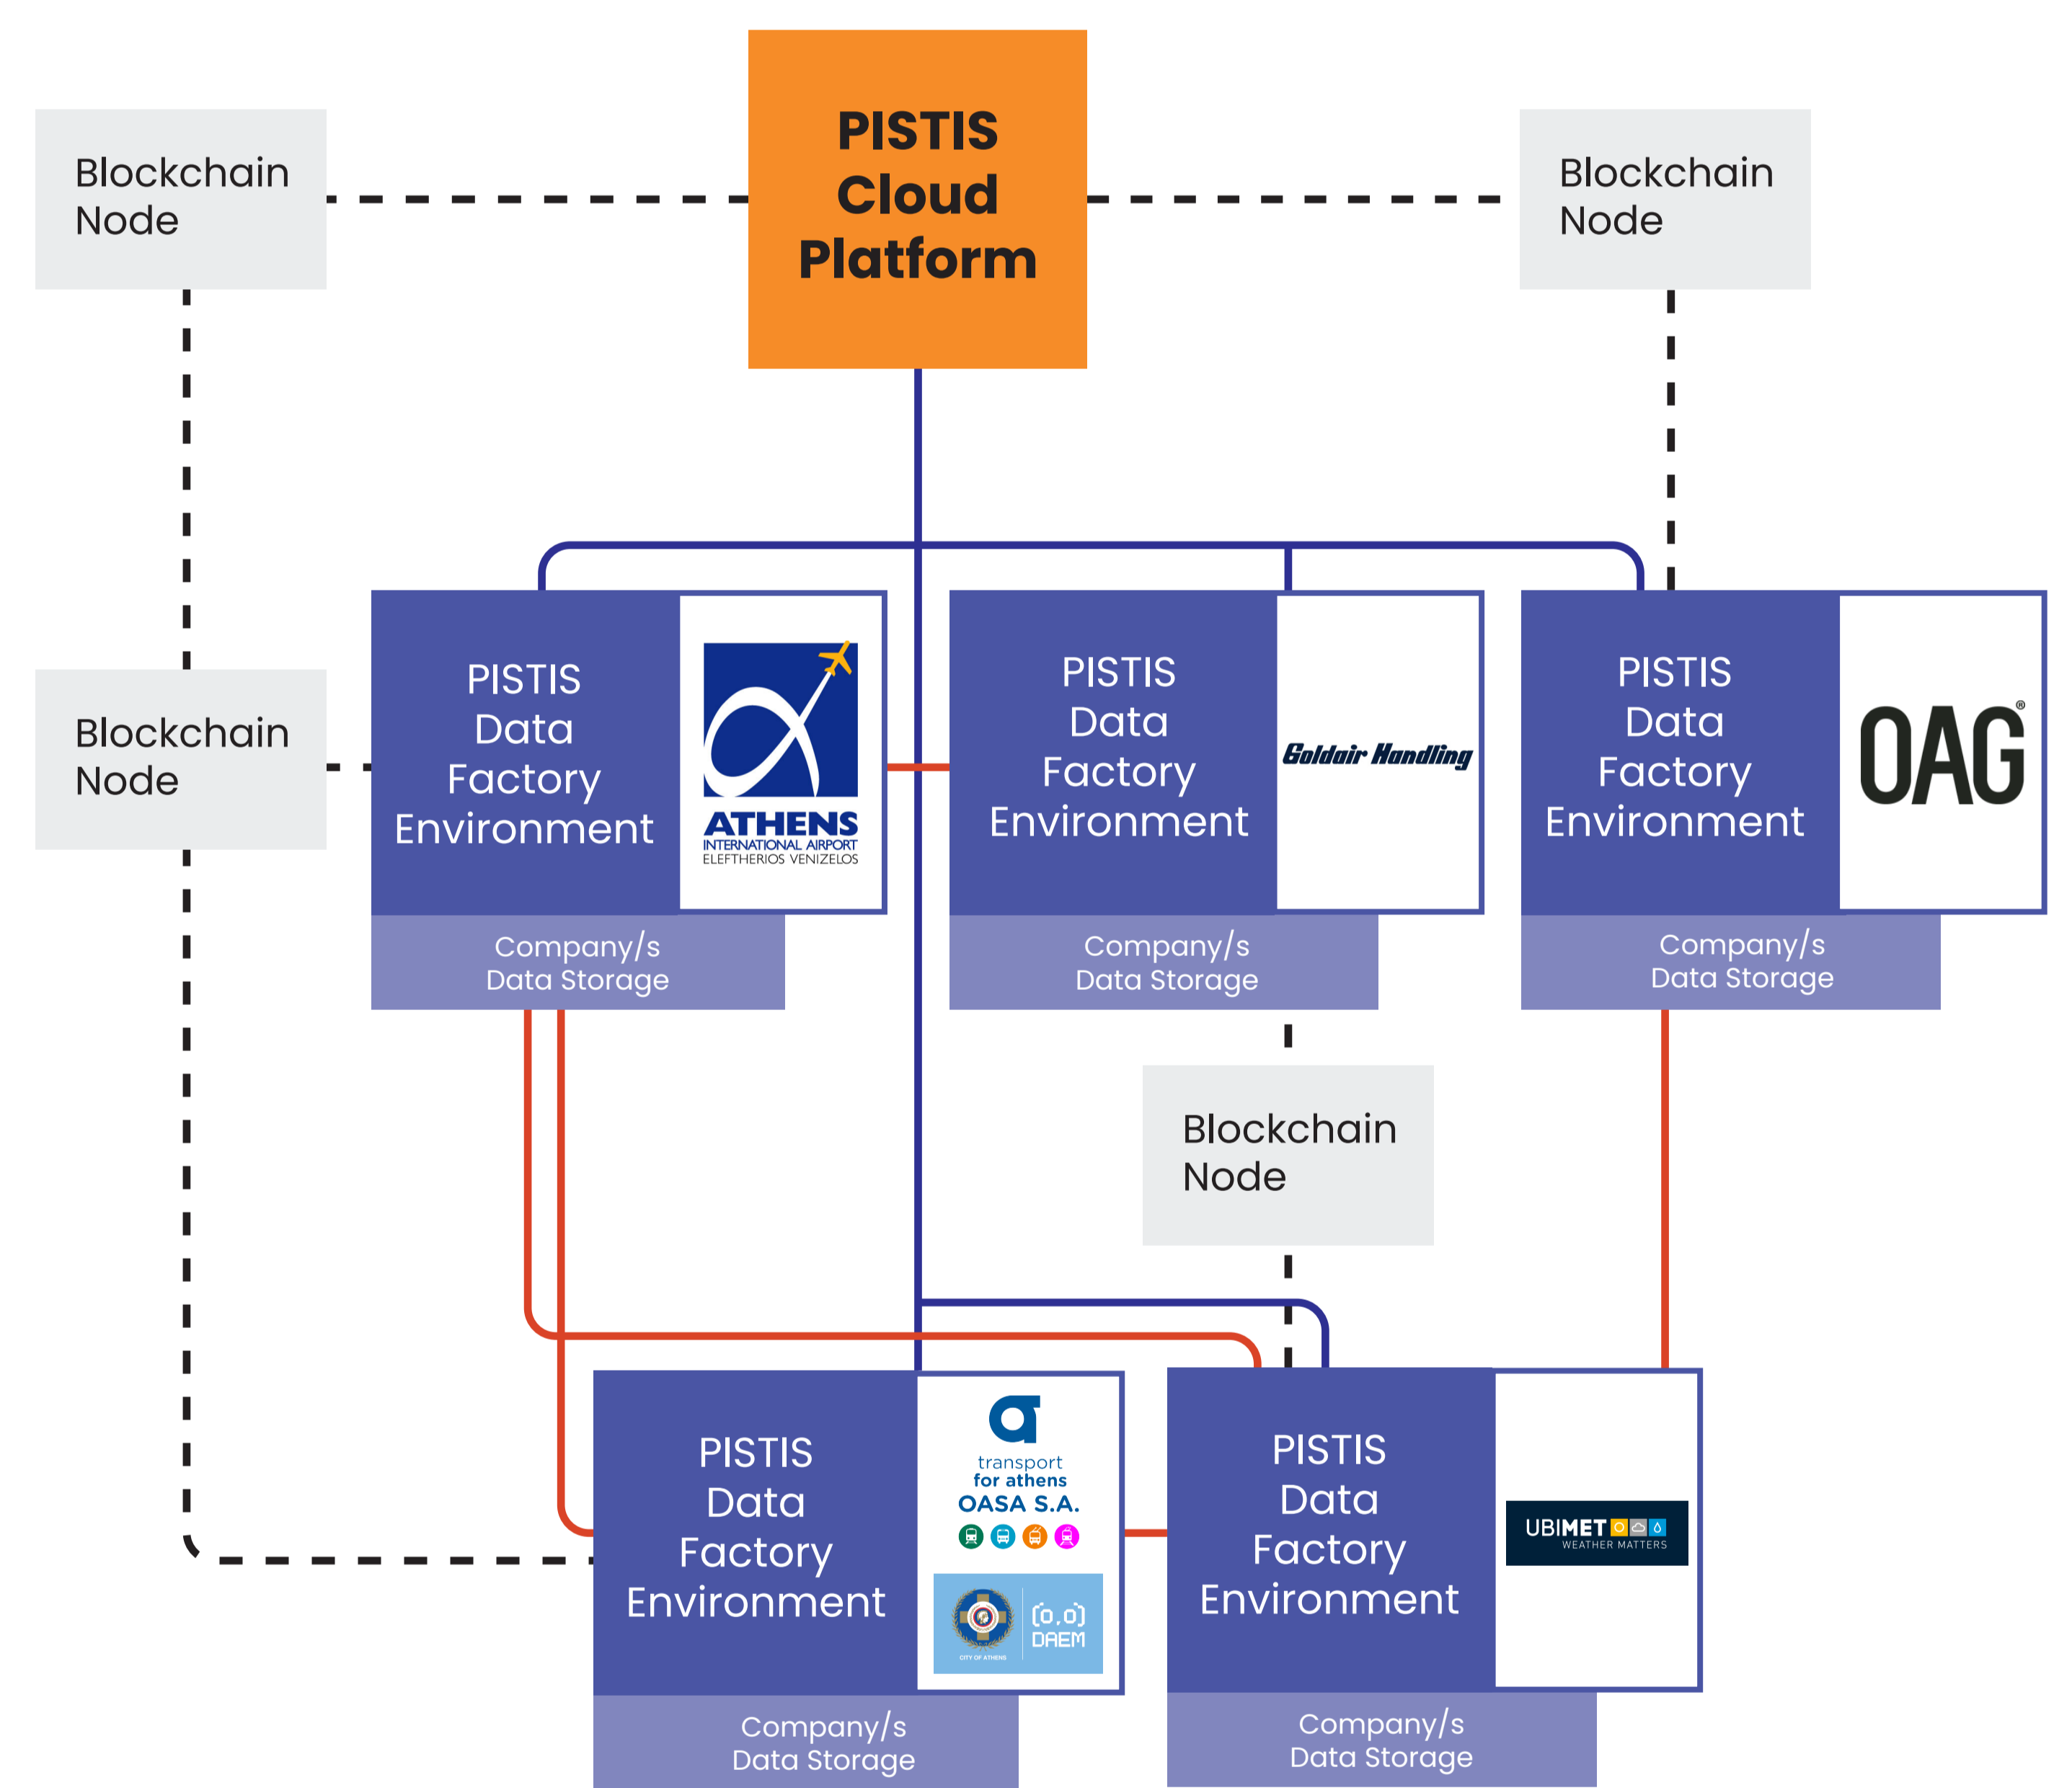 PISTIS
Cloud
Platform
Blockchain
Node
Blockchain
Node
Blockchain
Node
PISTIS
Data
Factory
Environment
ATHENS
INTERNATIONAL AIRPORT
ELEFTHERIOS VENIZELOS
Company/s
Data Storage
PISTIS
Data
Factory
Environment
Goldair Handling
Company/s
Data Storage
PISTIS
Data
Factory
Environment
OAG®
Company/s
Data Storage
Blockchain
Node
PISTIS
Data
Factory
Environment
transport
for athens
OASA S.A.
CITY OF ATHENS
(o,o)
DAEM
Company/s
Data Storage
PISTIS
Data
Factory
Environment
UBIMET
WEATHER MATTERS
Company/s
Data Storage